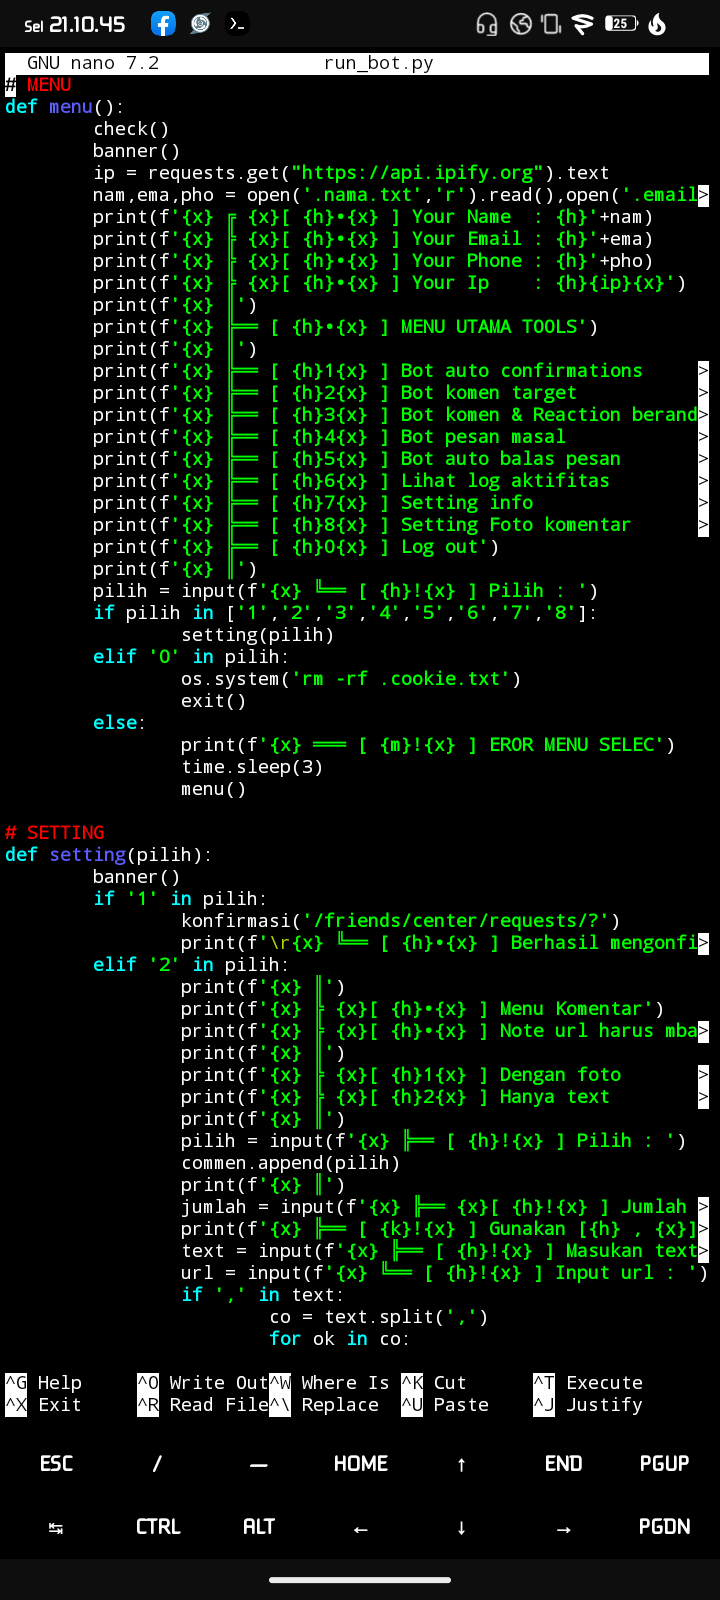 Sel 21.10.45 25
GNU nano 7.2 run_bot.py
# MENU
def menu():
        check()
        banner()
        ip = requests.get("https://api.ipify.org").text
        nam,ema,pho = open('.nama.txt','r').read(),open('.email>
        print(f'{x} ╔ {x}[ {h}•{x} ] Your Name  : {h}'+nam)
        print(f'{x} ╠ {x}[ {h}•{x} ] Your Email : {h}'+ema)
        print(f'{x} ╠ {x}[ {h}•{x} ] Your Phone : {h}'+pho)
        print(f'{x} ╠ {x}[ {h}•{x} ] Your Ip    : {h}{ip}{x}')
        print(f'{x} ║')
        print(f'{x} ╠══ [ {h}•{x} ] MENU UTAMA TOOLS')
        print(f'{x} ║')
        print(f'{x} ╠══ [ {h}1{x} ] Bot auto confirmations     >
        print(f'{x} ╠══ [ {h}2{x} ] Bot komen target           >
        print(f'{x} ╠══ [ {h}3{x} ] Bot komen & Reaction berand>
        print(f'{x} ╠══ [ {h}4{x} ] Bot pesan masal            >
        print(f'{x} ╠══ [ {h}5{x} ] Bot auto balas pesan       >
        print(f'{x} ╠══ [ {h}6{x} ] Lihat log aktifitas        >
        print(f'{x} ╠══ [ {h}7{x} ] Setting info               >
        print(f'{x} ╠══ [ {h}8{x} ] Setting Foto komentar      >
        print(f'{x} ╠══ [ {h}0{x} ] Log out')
        print(f'{x} ║')
        pilih = input(f'{x} ╚══ [ {h}!{x} ] Pilih : ')
        if pilih in ['1','2','3','4','5','6','7','8']:
                setting(pilih)
        elif '0' in pilih:
                os.system('rm -rf .cookie.txt')
                exit()
        else:
                print(f'{x} ═══ [ {m}!{x} ] EROR MENU SELEC')
                time.sleep(3)
                menu()
# SETTING
def setting(pilih):
        banner()
        if '1' in pilih:
                konfirmasi('/friends/center/requests/?')
                print(f'\r{x} ╚══ [ {h}•{x} ] Berhasil mengonfi>
        elif '2' in pilih:
                print(f'{x} ║')
                print(f'{x} ╠ {x}[ {h}•{x} ] Menu Komentar')
                print(f'{x} ╠ {x}[ {h}•{x} ] Note url harus mba>
                print(f'{x} ║')
                print(f'{x} ╠ {x}[ {h}1{x} ] Dengan foto       >
                print(f'{x} ╠ {x}[ {h}2{x} ] Hanya text        >
                print(f'{x} ║')
                pilih = input(f'{x} ╠══ [ {h}!{x} ] Pilih : ')
                commen.append(pilih)
                print(f'{x} ║')
                jumlah = input(f'{x} ╠══ {x}[ {h}!{x} ] Jumlah >
                print(f'{x} ╠══ [ {k}!{x} ] Gunakan [{h} , {x}]>
                text = input(f'{x} ╠══ [ {h}!{x} ] Masukan text>
                url = input(f'{x} ╚══ [ {h}!{x} ] Input url : ')
                if ',' in text:
                        co = text.split(',')
                        for ok in co:
^G Help ^O Write Out ^W Where Is ^K Cut ^T Execute
^X Exit ^R Read File ^\ Replace ^U Paste ^J Justify
ESC / — HOME ↑ END PGUP
↹ CTRL ALT ← ↓ → PGDN